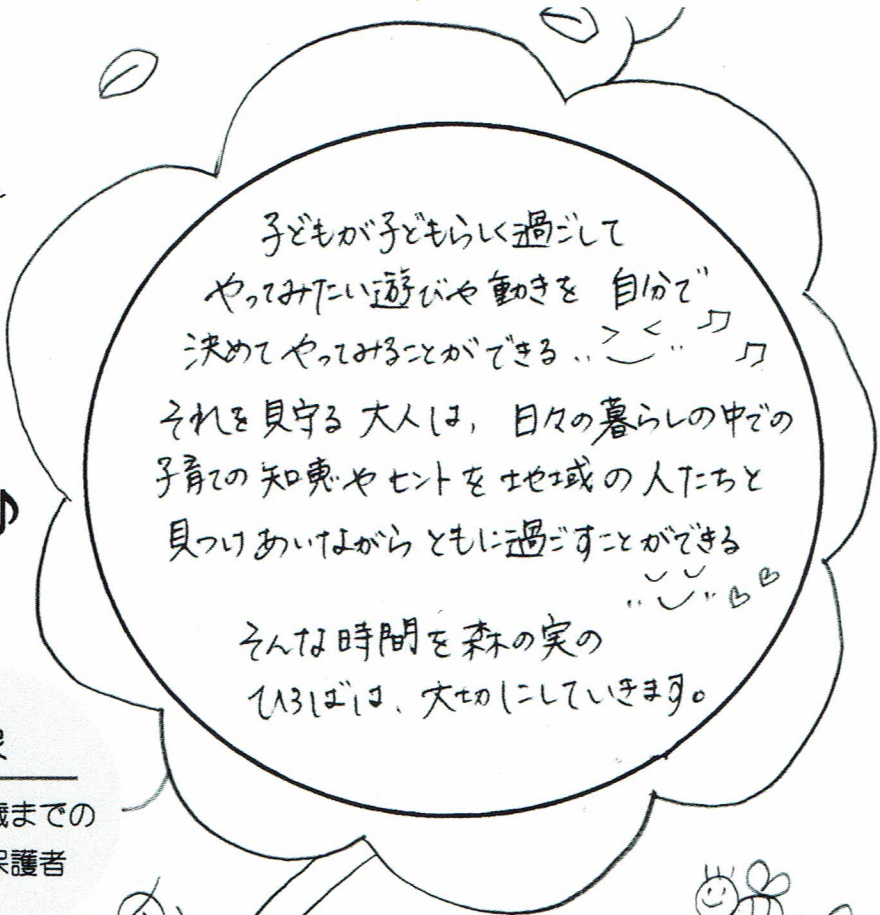 子どもが子どもらしく過ごして
やってみたい遊びや動きを 自分で
決めて やってみることができる
それを見守る 大人は、日々の暮らしの中での
子育ての 知恵や ヒントを 地域の 人たちと
見つけあいながら ともに過ごすことができる
そんな時間を森の実の
ひろばは、大切にしていきます。
歳までの
保護者